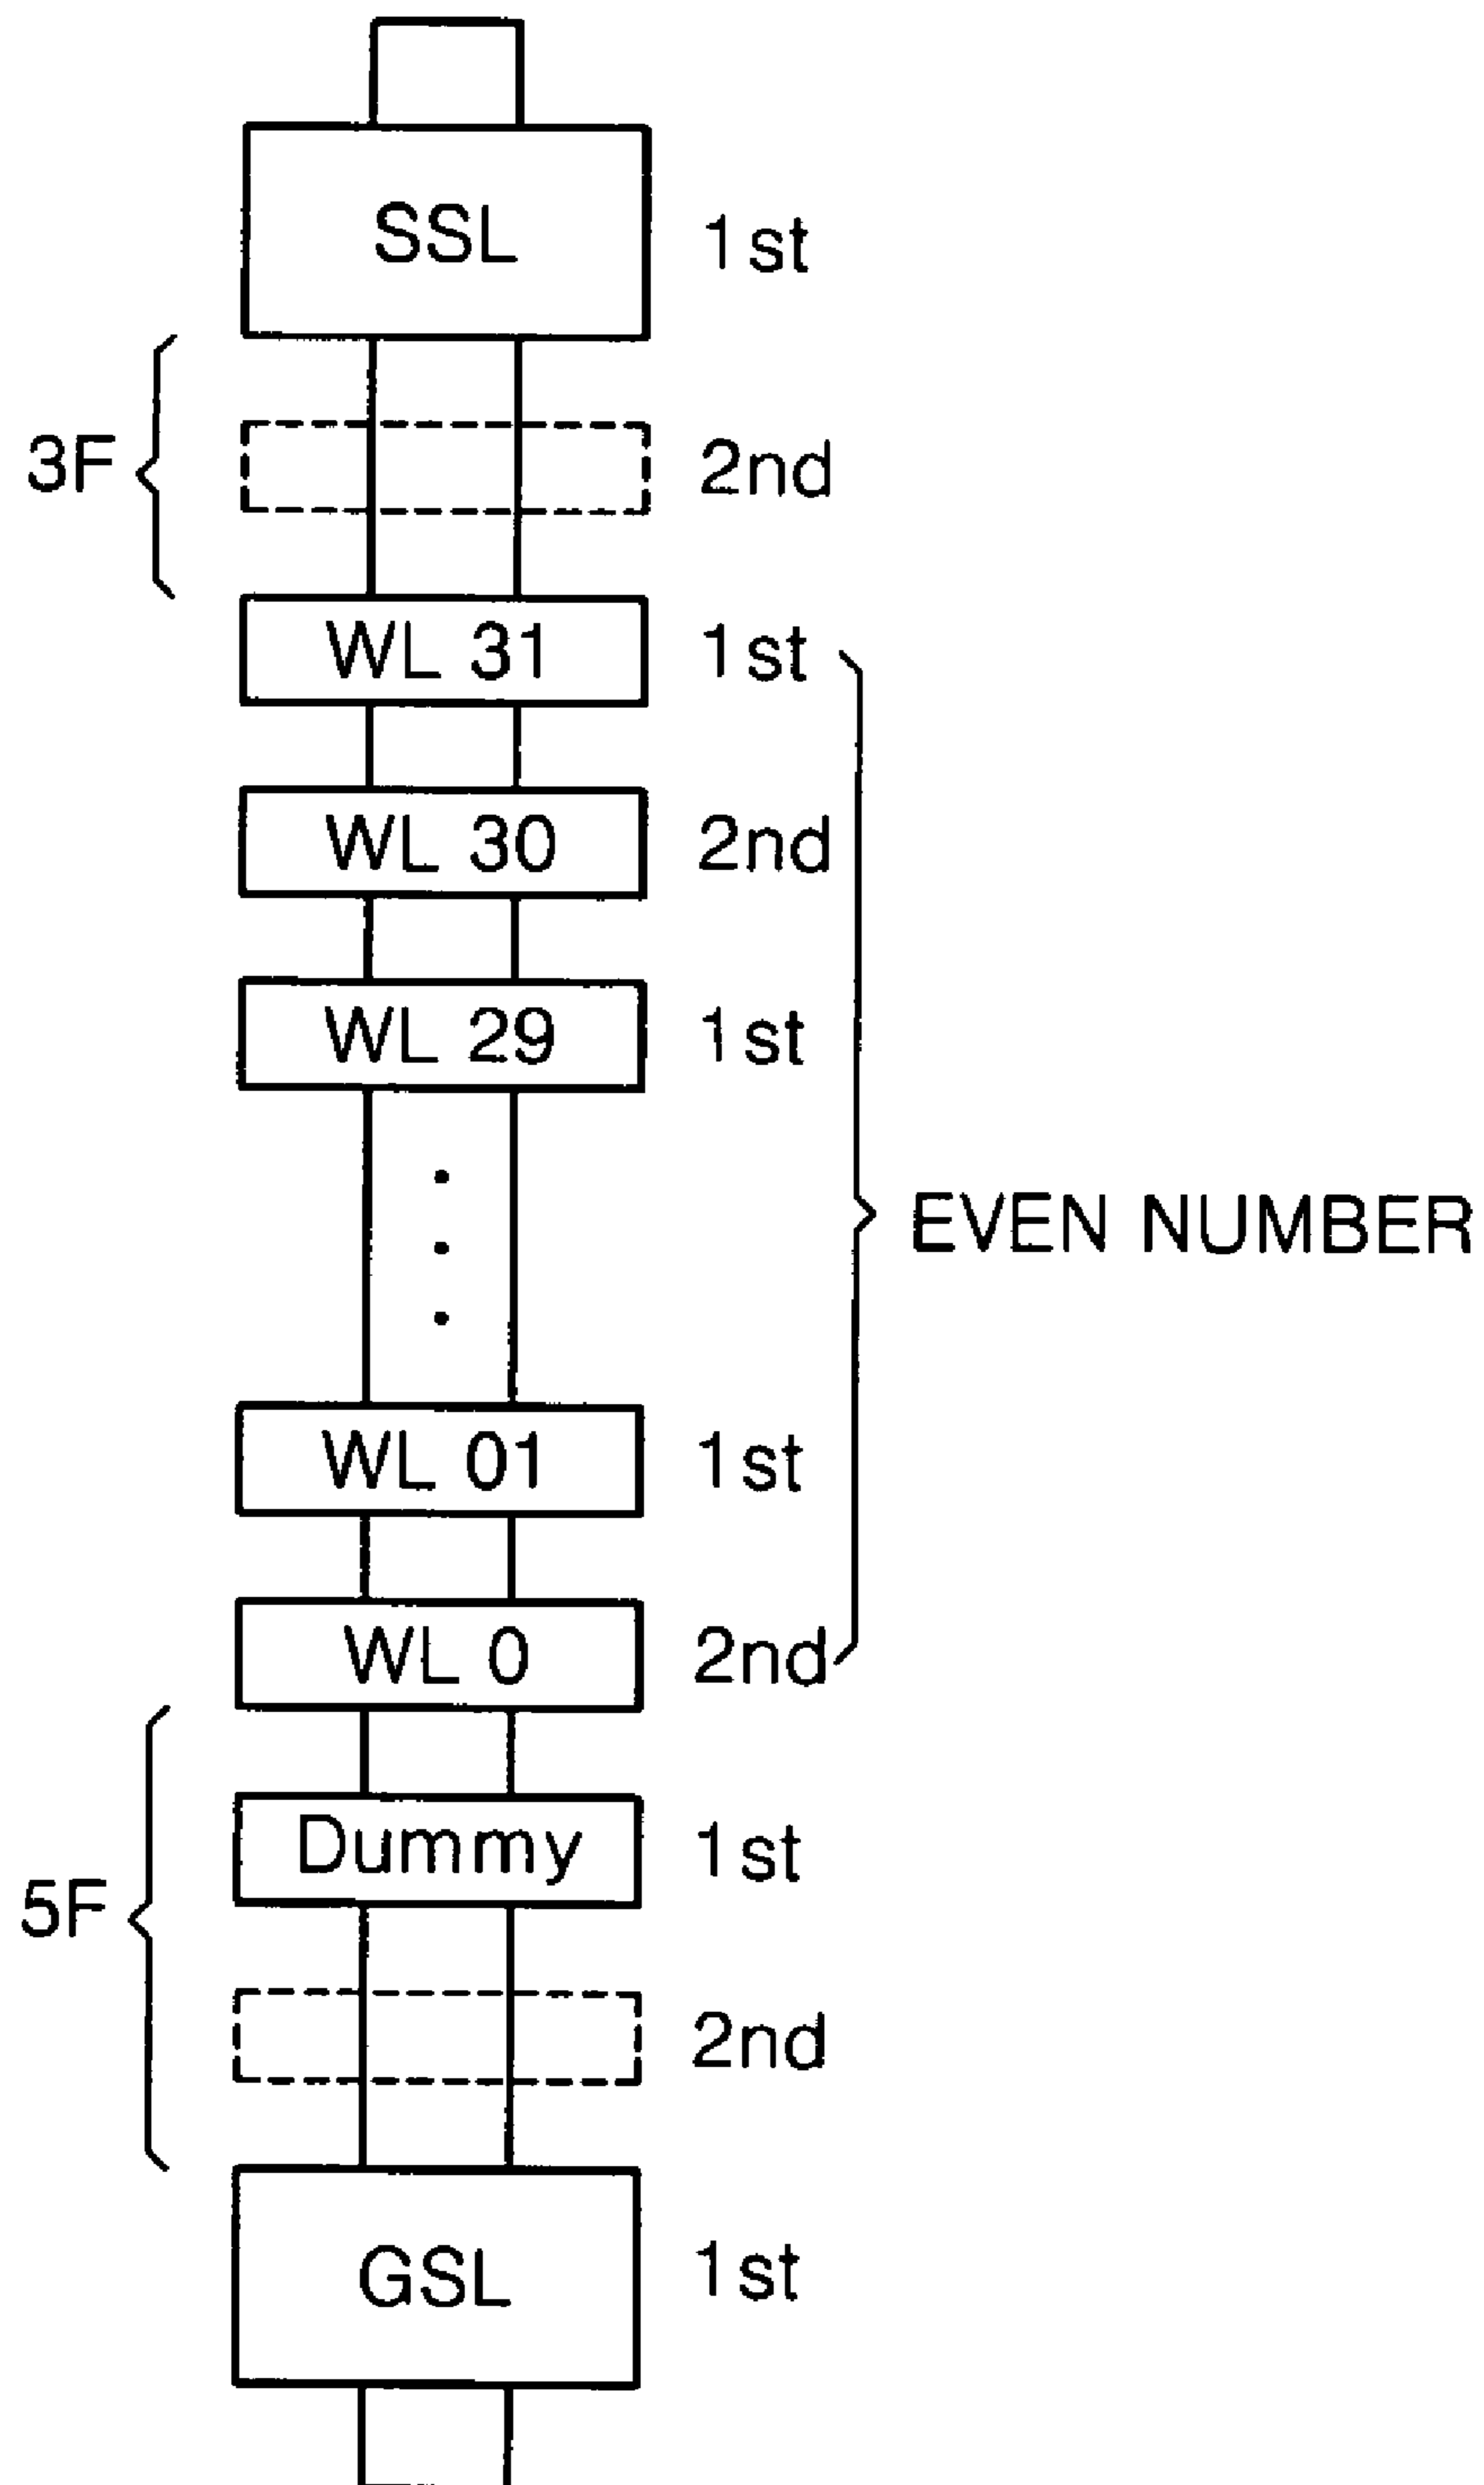 SSL 1st
3F 2nd
WL 31 1st
WL 30 2nd
WL 29 1st
EVEN NUMBER
WL 01 1st
WL 0 2nd
Dummy 1st
5F
2nd
GSL 1st